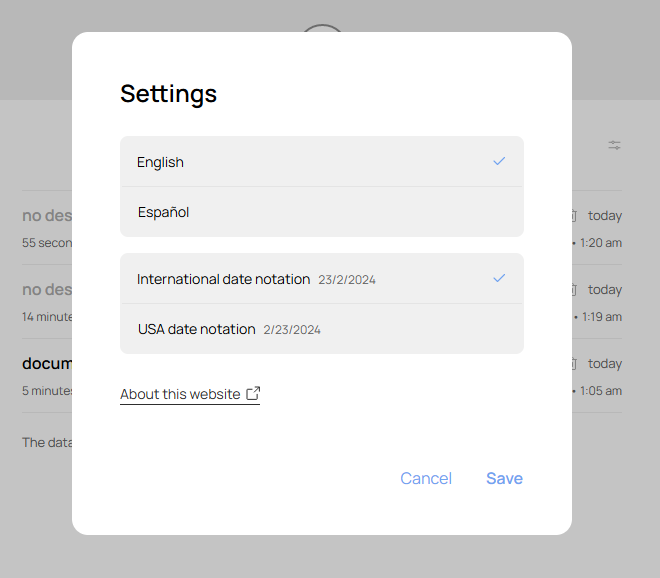 Settings
English
Español
International date notation 23/2/2024
USA date notation 2/23/2024
About this website
Cancel Save
no des today
55 secon • 1:20 am
no des today
14 minute • 1:19 am
docum today
5 minutes • 1:05 am
The data